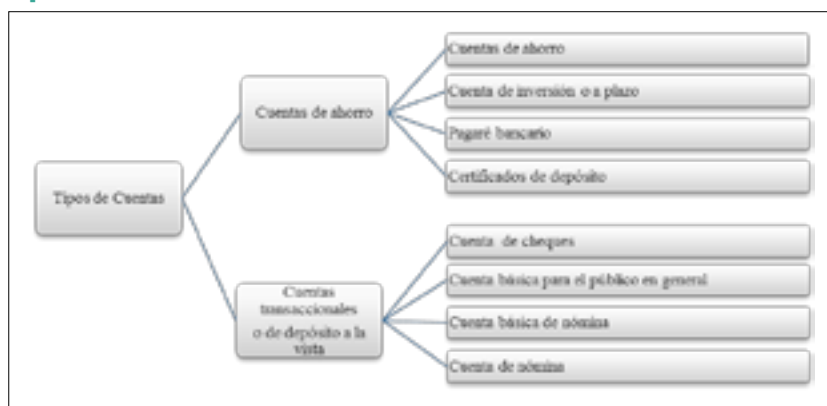 Tipos de Cuentas
Cuentas de ahorro
Cuentas de ahorro
Cuenta de inversión o a plazo
Pagaré bancario
Certificados de depósito
Cuentas
transaccionales
o de depósito a la
vista
Cuenta de cheques
Cuenta básica para el público en general
Cuenta básica de nómina
Cuenta de nómina